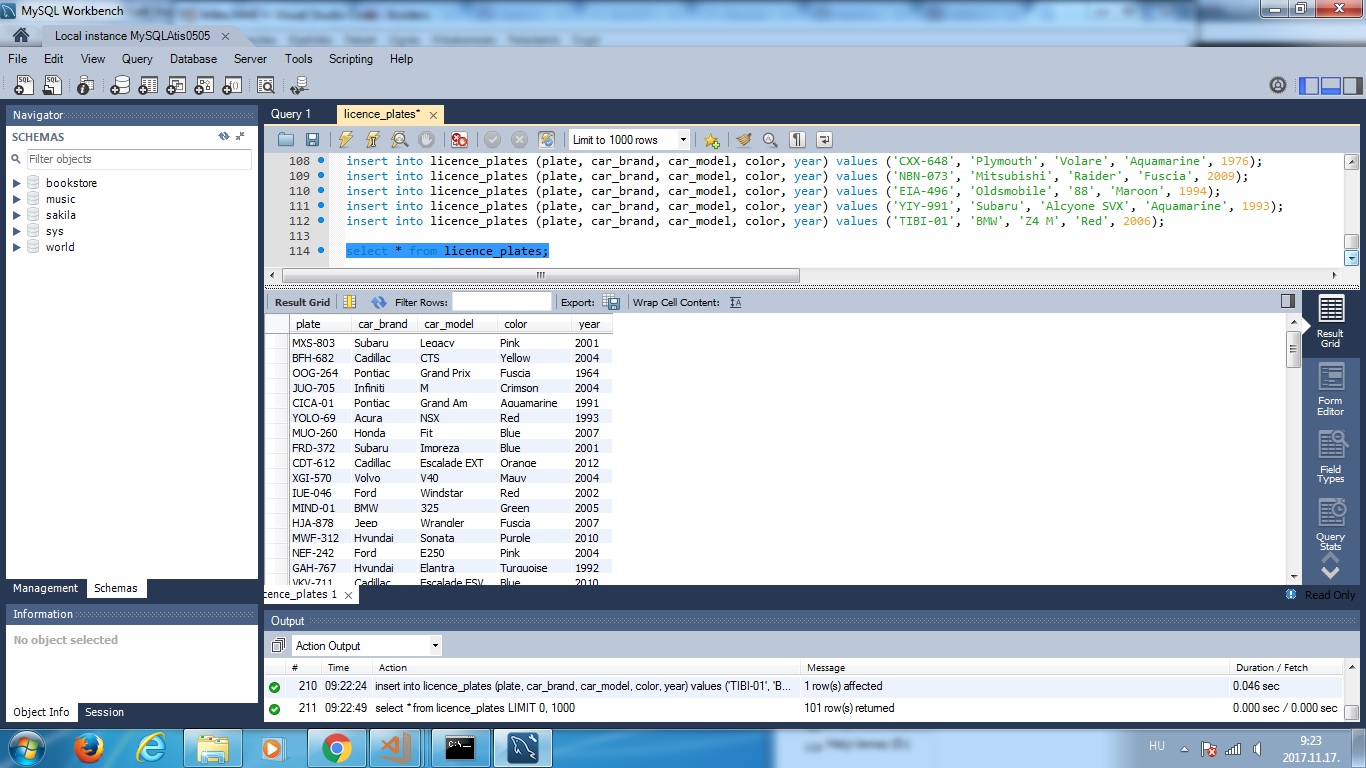 MySQL Workbench
Local instance MySQLAtis0505
File Edit View Query Database Server Tools Scripting Help
Navigator
SCHEMAS
Filter objects
bookstore
music
sakila
sys
world
Management Schemas
Information
No object selected
Object Info Session
Query 1 licence_plates*
Limit to 1000 rows
108 insert into licence_plates (plate, car_brand, car_model, color, year) values ('CXX-648', 'Plymouth', 'Volare', 'Aquamarine', 1976);
109 insert into licence_plates (plate, car_brand, car_model, color, year) values ('NBN-073', 'Mitsubishi', 'Raider', 'Fuscia', 2009);
110 insert into licence_plates (plate, car_brand, car_model, color, year) values ('EIA-496', 'Oldsmobile', '88', 'Maroon', 1994);
111 insert into licence_plates (plate, car_brand, car_model, color, year) values ('YIY-991', 'Subaru', 'Alcyone SVX', 'Aquamarine', 1993);
112 insert into licence_plates (plate, car_brand, car_model, color, year) values ('TIBI-01', 'BMW', 'Z4 M', 'Red', 2006);
113
114 select * from licence_plates;
Result Grid Filter Rows: Export: Wrap Cell Content:
plate car_brand car_model color year
MXS-803 Subaru Legacy Pink 2001
BFH-682 Cadillac CTS Yellow 2004
OOG-264 Pontiac Grand Prix Fuscia 1964
JUO-705 Infiniti M Crimson 2004
CICA-01 Pontiac Grand Am Aquamarine 1991
YOLO-69 Acura NSX Red 1993
MUO-260 Honda Fit Blue 2007
FRD-372 Subaru Impreza Blue 2001
CDT-612 Cadillac Escalade EXT Orange 2012
XGI-570 Volvo V40 Mauv 2004
IUE-046 Ford Windstar Red 2002
MIND-01 BMW 325 Green 2005
HJA-878 Jeep Wrangler Fuscia 2007
MWF-312 Hyundai Sonata Purple 2010
NEF-242 Ford E250 Pink 2004
GAH-767 Hyundai Elantra Turquoise 1992
VKV-711 Cadillac Escalade ESV Blue 2010
Result
Grid
Form
Editor
Field
Types
Query
Stats
cence_plates 1
Read Only
Output
Action Output
# Time Action Message Duration / Fetch
210 09:22:24 insert into licence_plates (plate, car_brand, car_model, color, year) values ('TIBI-01', 'B... 1 row(s) affected 0.046 sec
211 09:22:49 select * from licence_plates LIMIT 0, 1000 101 row(s) returned 0.000 sec / 0.000 sec
HU
9:23
2017.11.17.